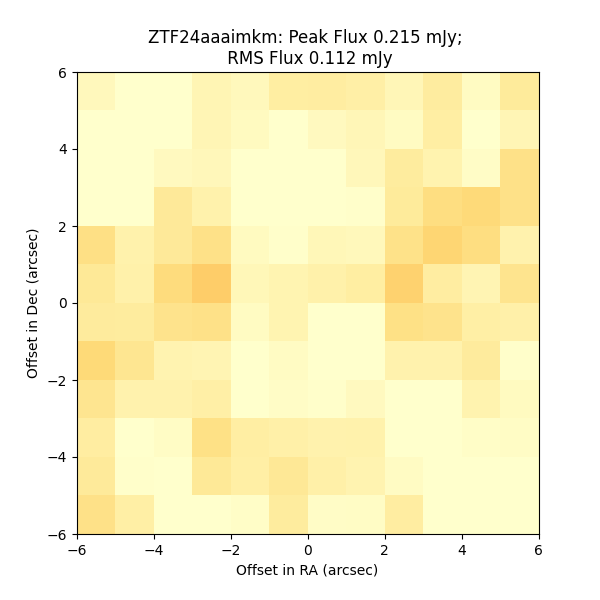 ZTF24aaaimkm: Peak Flux 0.215 mJy;
RMS Flux 0.112 mJy
6
4
2
0
−2
−4
−6
Offset in Dec (arcsec)
−6 −4 −2 0 2 4 6
Offset in RA (arcsec)